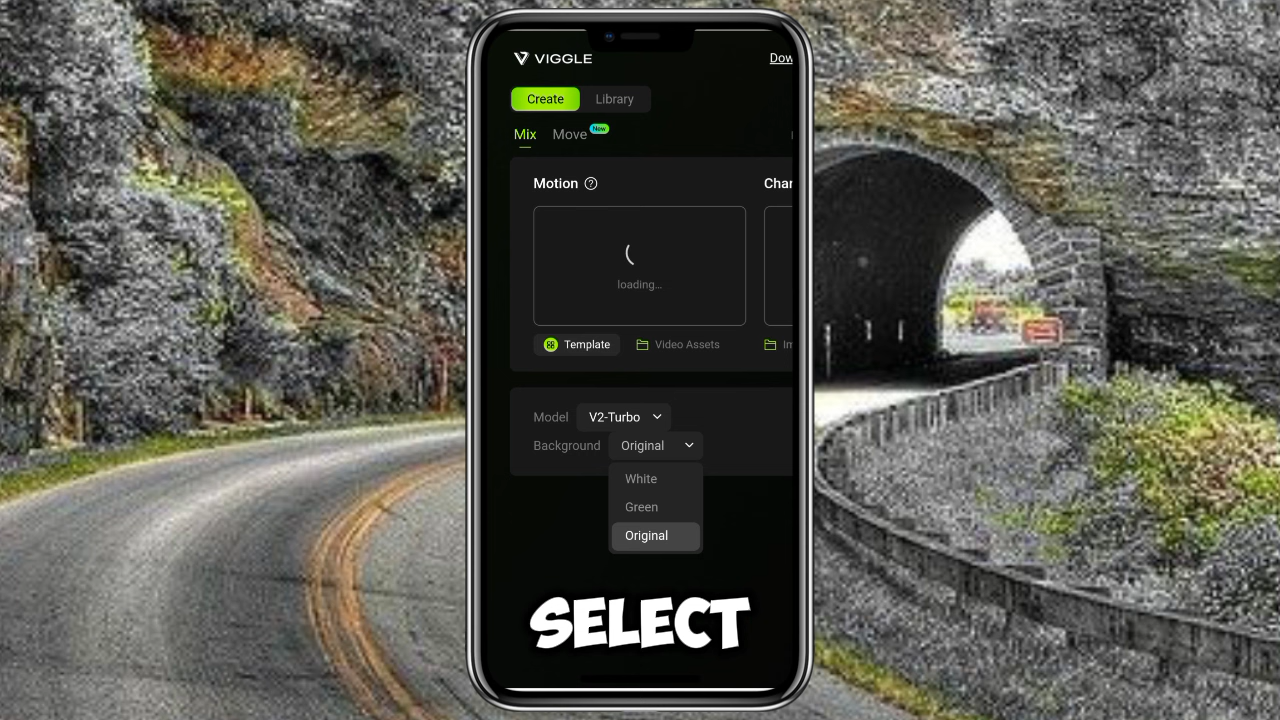 VIGGLE
Dow
Create Library
Mix Move New
Motion ? Char
loading...
Template Video Assets Im
Model V2-Turbo
Background Original
White
Green
Original
SELECT